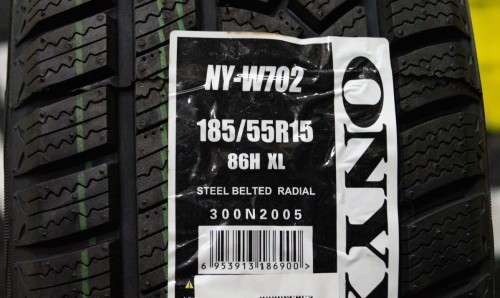 NY-W702
185/55R15
86H XL
STEEL BELTED RADIAL
300N2005
6 953913 186900 >
ONYX